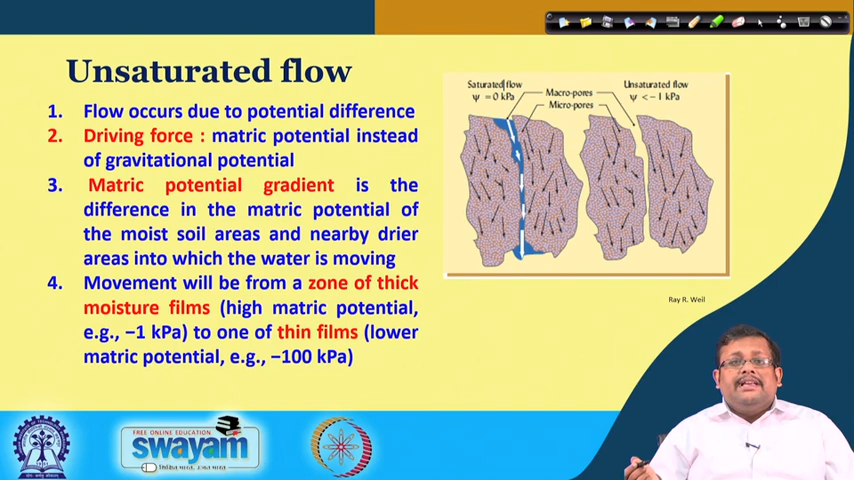 Unsaturated flow
1. Flow occurs due to potential difference
2. Driving force : matric potential instead
of gravitational potential
3. Matric potential gradient is the
difference in the matric potential of
the moist soil areas and nearby drier
areas into which the water is moving
4. Movement will be from a zone of thick
moisture films (high matric potential,
e.g., −1 kPa) to one of thin films (lower
matric potential, e.g., −100 kPa)
Saturated flow
Ψ = 0 kPa
Macro-pores
Micro-pores
Unsaturated flow
Ψ < − 1 kPa
Ray R. Weil
FREE ONLINE EDUCATION
swayam